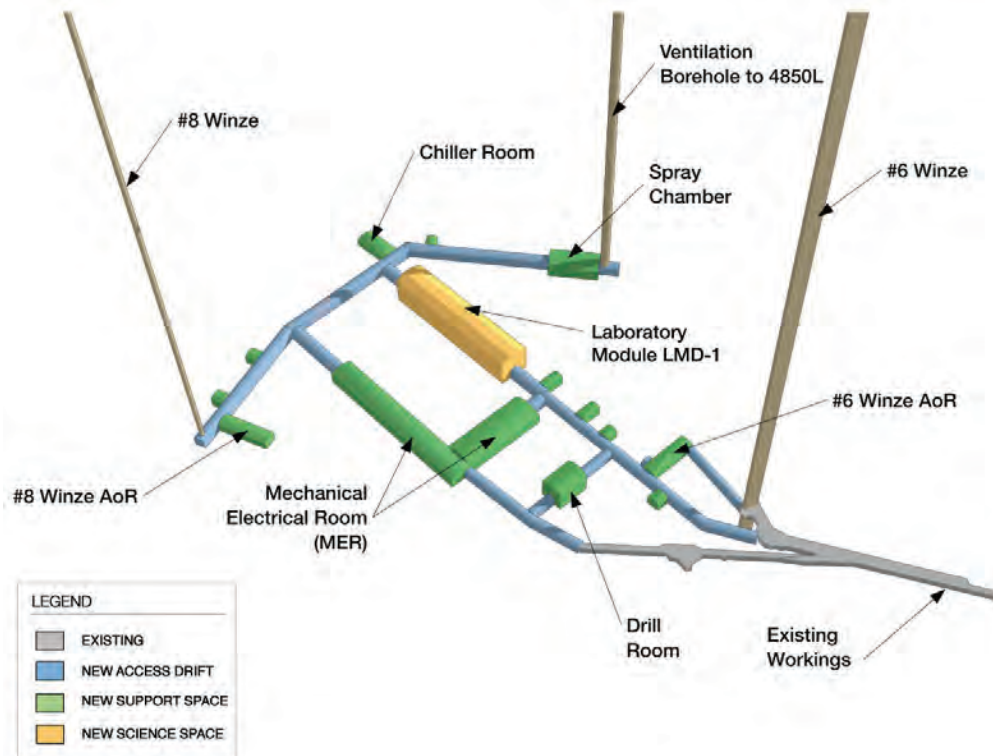 Ventilation
Borehole to 4850L
#8 Winze
Chiller Room
Spray
Chamber
#6 Winze
Laboratory
Module LMD-1
#6 Winze AoR
#8 Winze AoR
Mechanical
Electrical Room
(MER)
Drill
Room
Existing
Workings
LEGEND
EXISTING
NEW ACCESS DRIFT
NEW SUPPORT SPACE
NEW SCIENCE SPACE